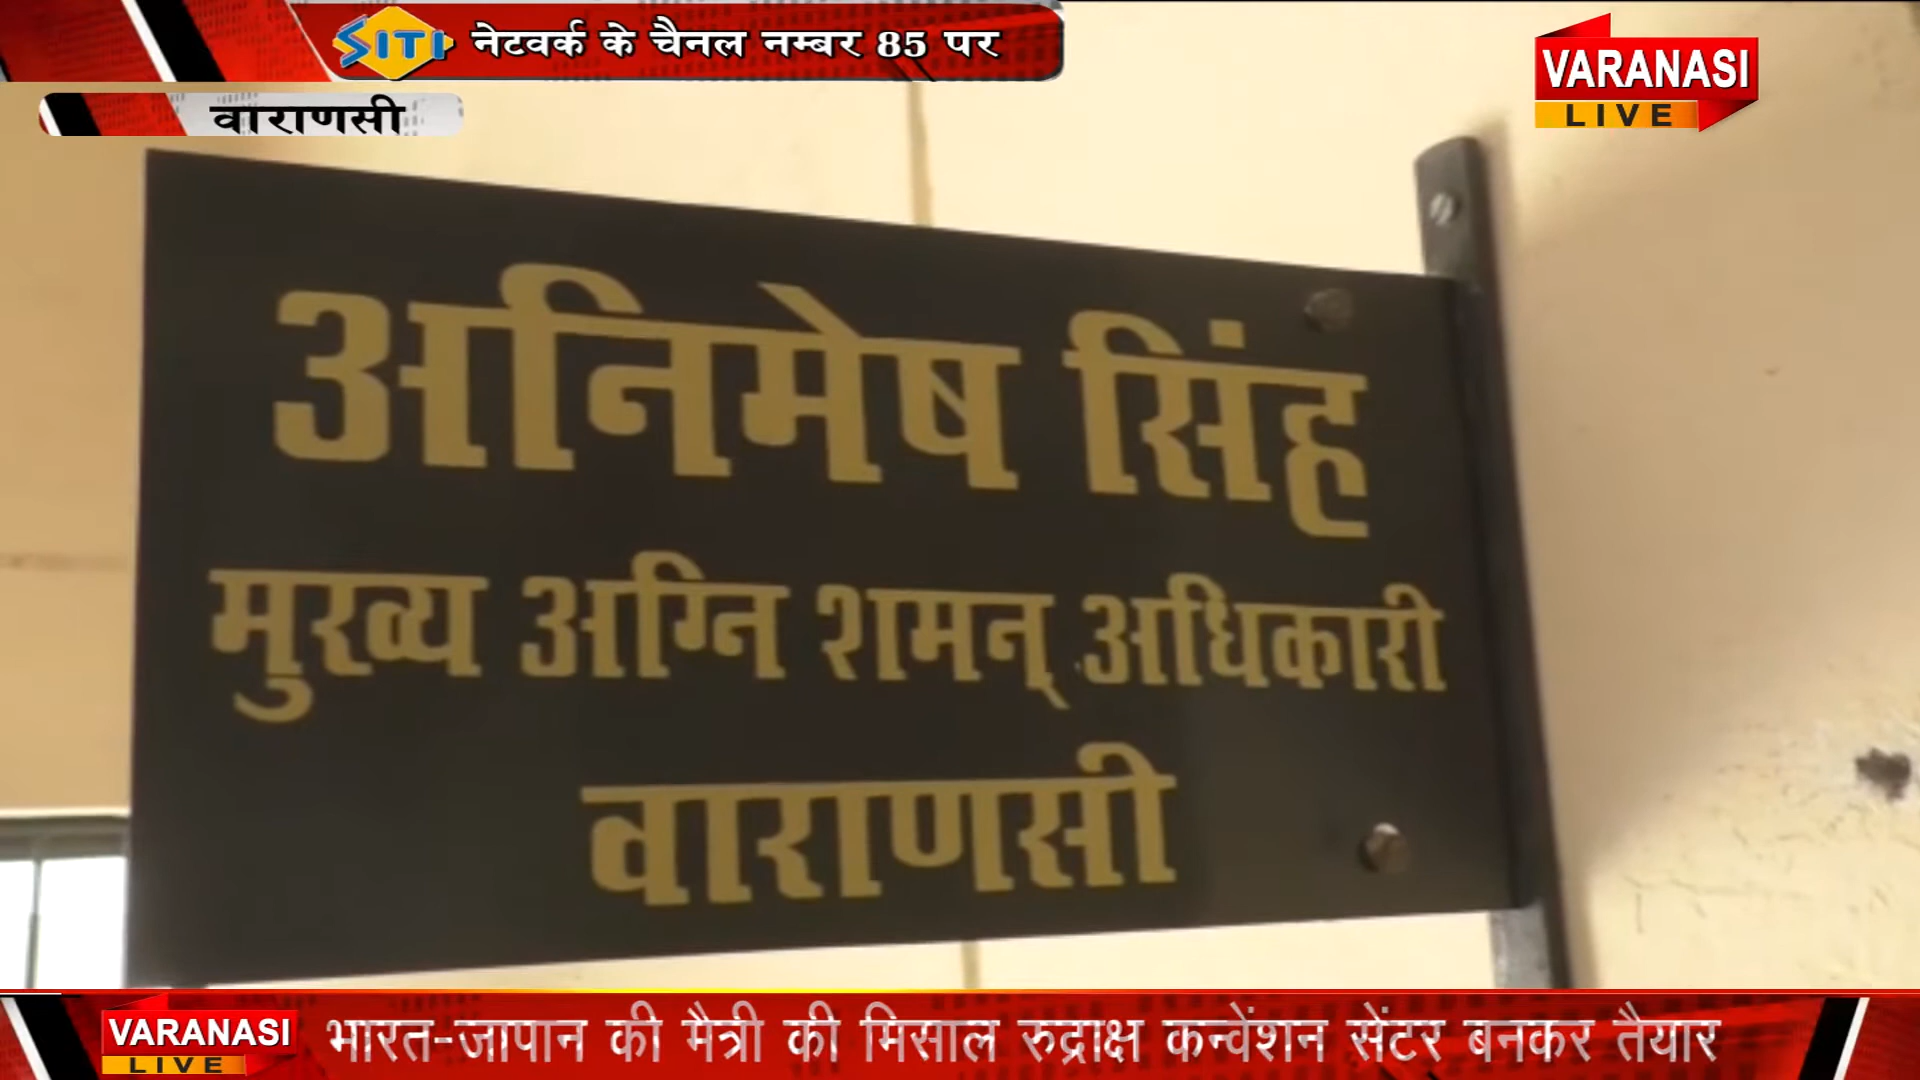 SITI नेटवर्क के चैनल नम्बर 85 पर
VARANASI
LIVE
वाराणसी
अनिमेष सिंह
मुख्य अग्नि शमन् अधिकारी
वाराणसी
VARANASI
LIVE
भारत-जापान की मैत्री की मिसाल रुद्राक्ष कन्वेंशन सेंटर बनकर तैयार